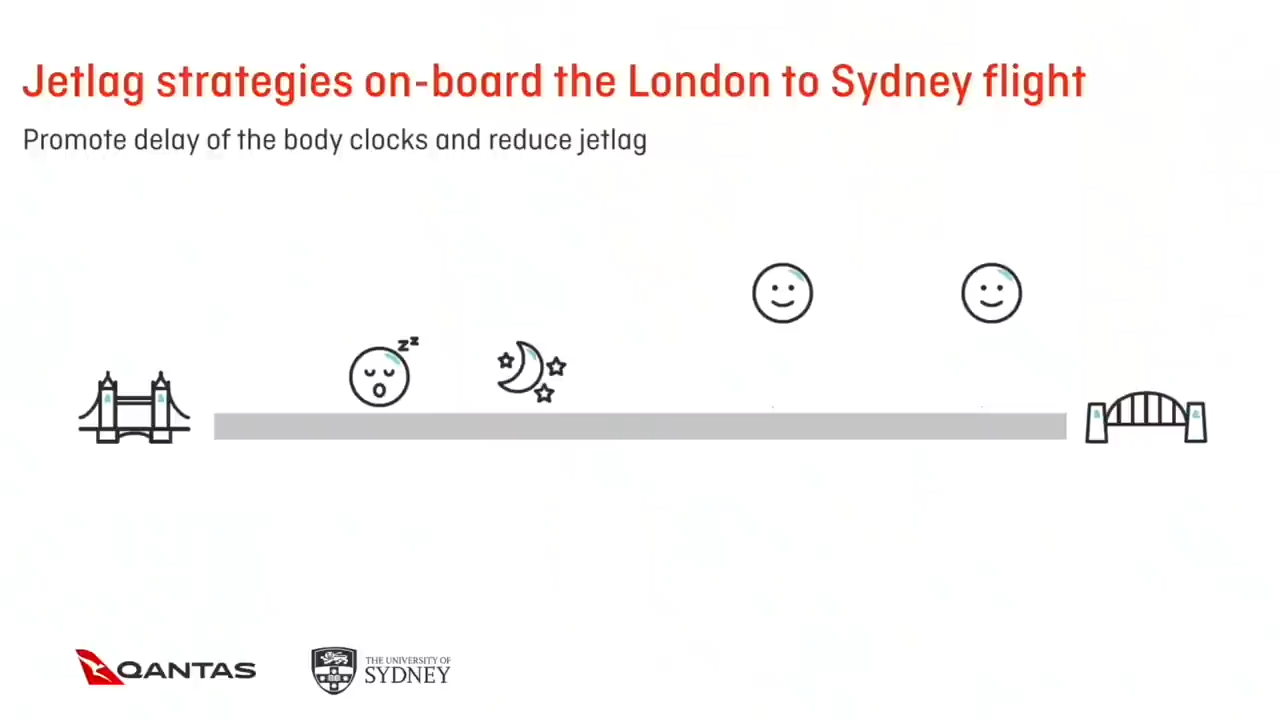 Jetlag strategies on-board the London to Sydney flight
Promote delay of the body clocks and reduce jetlag
zz
QANTAS
THE UNIVERSITY OF
SYDNEY